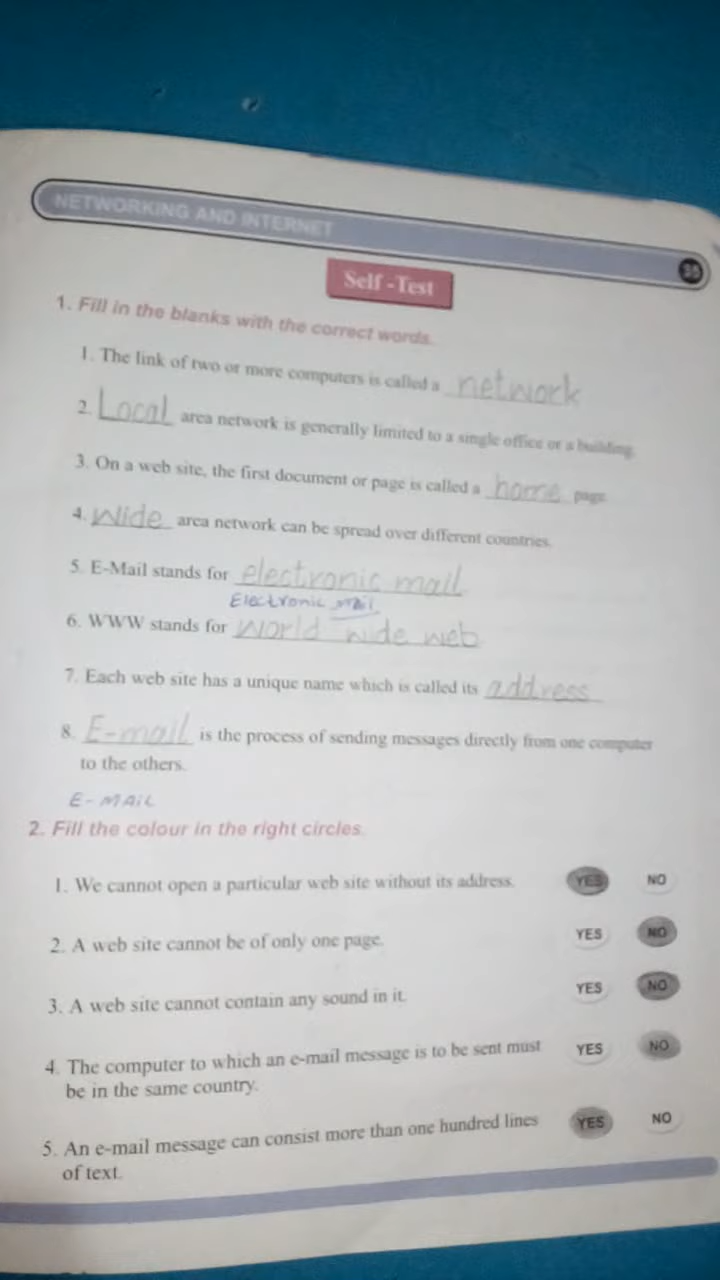 NETWORKING AND INTERNET
35
Self -Test
1. Fill in the blanks with the correct words.
1. The link of two or more computers is called a network
2. Local area network is generally limited to a single office or a building.
3. On a web site, the first document or page is called a home page.
4. Wide area network can be spread over different countries.
5. E-Mail stands for electronic mail
Electronic mail
6. WWW stands for world wide web
7. Each web site has a unique name which is called its address
8. E-mail is the process of sending messages directly from one computer
to the others.
E-MAIL
2. Fill the colour in the right circles.
1. We cannot open a particular web site without its address. YES NO
2. A web site cannot be of only one page. YES NO
3. A web site cannot contain any sound in it. YES NO
4. The computer to which an e-mail message is to be sent must YES NO
be in the same country.
5. An e-mail message can consist more than one hundred lines YES NO
of text.